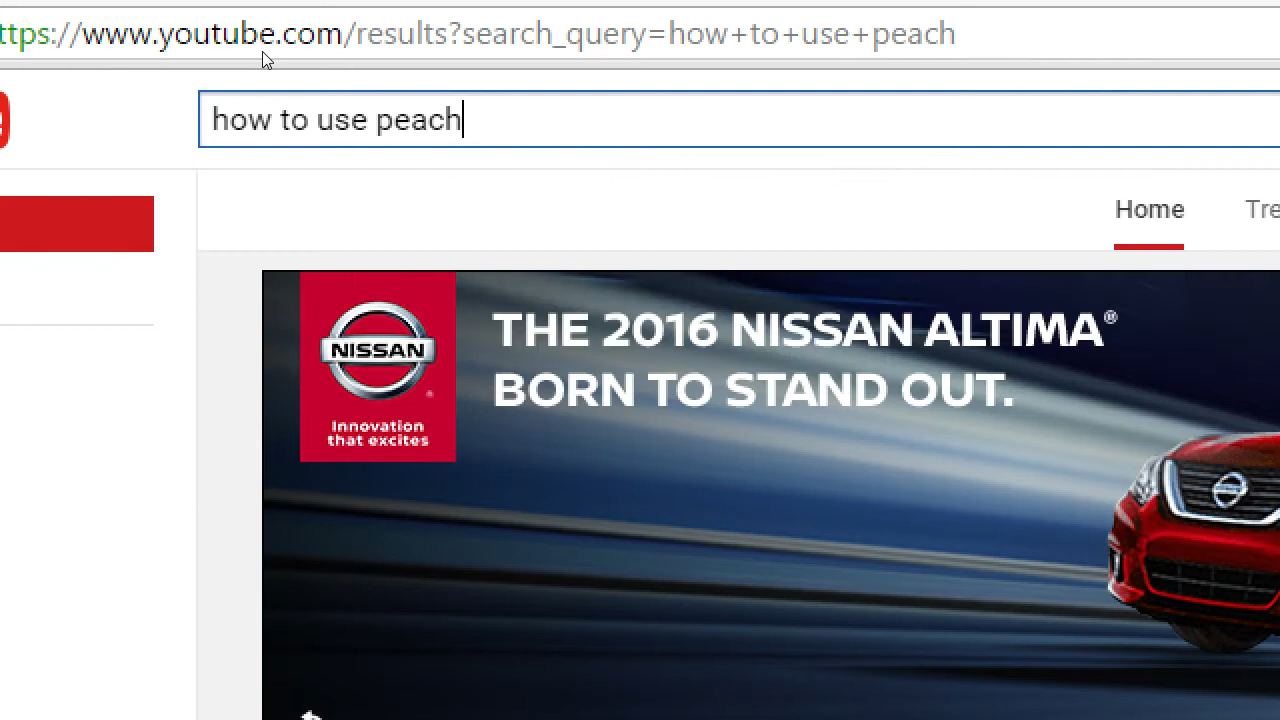 ttps://www.youtube.com/results?search_query=how+to+use+peach
how to use peach
Home Tre
NISSAN
Innovation
that excites
THE 2016 NISSAN ALTIMA®
BORN TO STAND OUT.